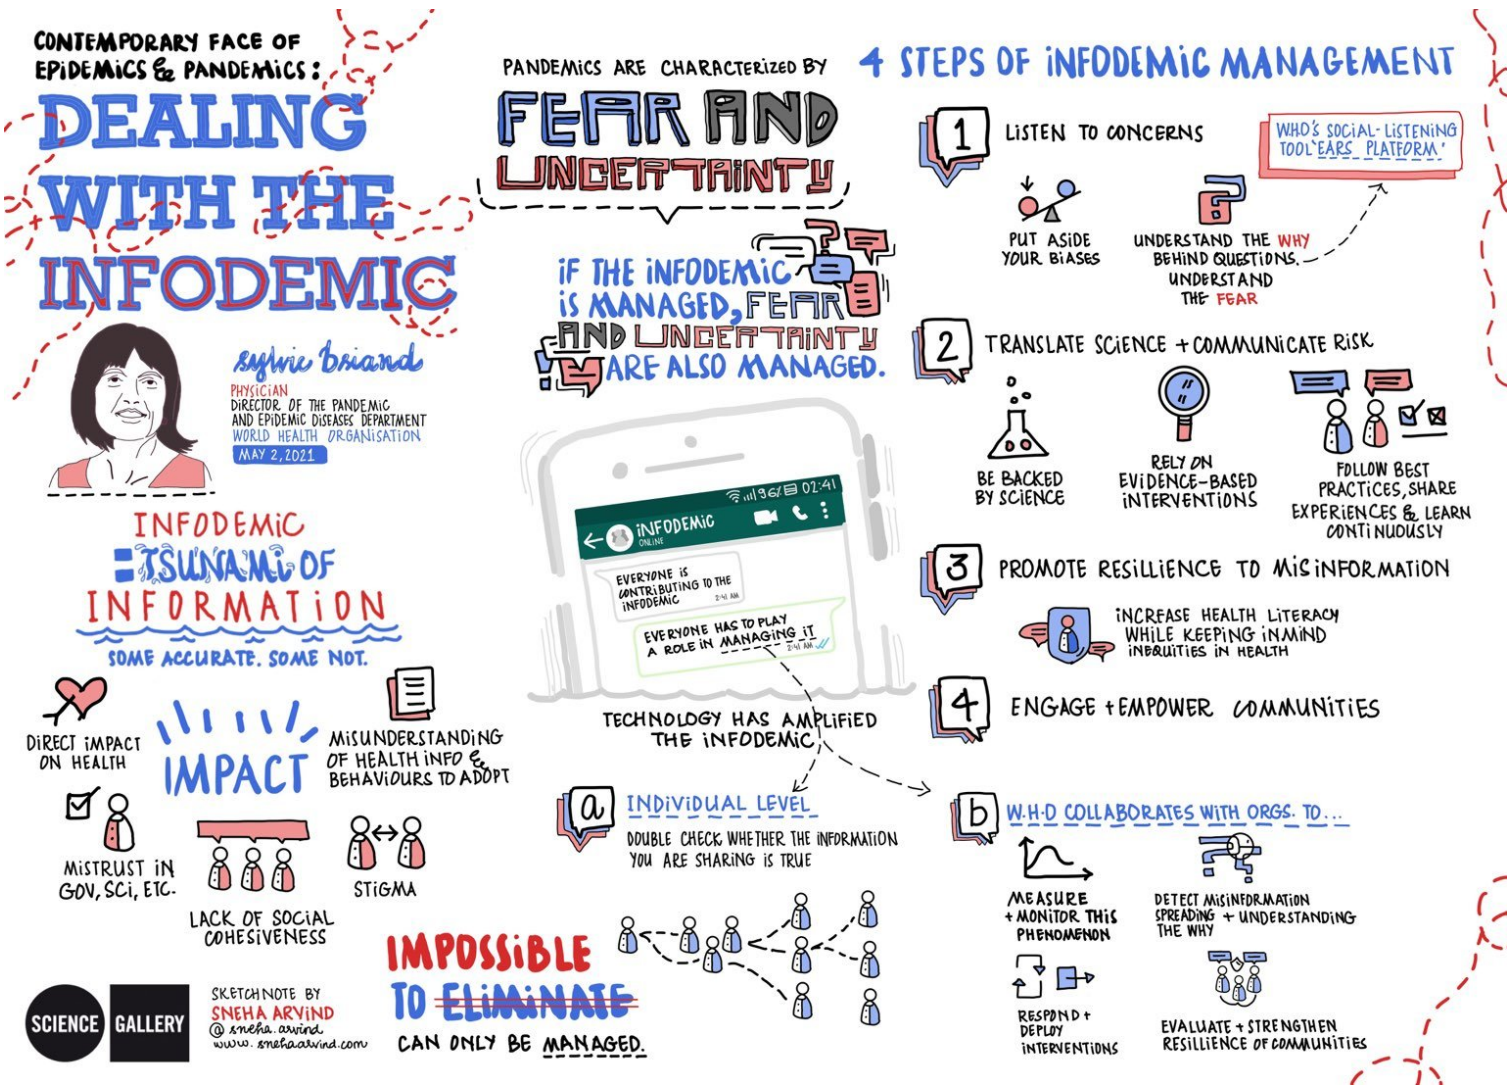 CONTEMPORARY FACE OF
EPIDEMICS & PANDEMICS:
DEALING
WITH THE
INFODEMIC
sylvie briand
PHYSICIAN
DIRECTOR OF THE PANDEMIC
AND EPIDEMIC DISEASES DEPARTMENT
WORLD HEALTH ORGANISATION
MAY 2, 2021
INFODEMIC
=TSUNAMI OF
INFORMATION
SOME ACCURATE. SOME NOT.
IMPACT
DIRECT IMPACT
ON HEALTH
MISUNDERSTANDING
OF HEALTH INFO &
BEHAVIOURS TO ADOPT
MISTRUST IN
GOV, SCI, ETC.
LACK OF SOCIAL
COHESIVENESS
STIGMA
SCIENCE GALLERY
SKETCHNOTE BY
SNEHA ARVIND
@sneha.arvind
www.snehaarvind.com
IMPOSSIBLE
TO ELIMINATE
CAN ONLY BE MANAGED.
PANDEMICS ARE CHARACTERIZED BY
FEAR AND
UNCERTAINTY
IF THE INFODEMIC
IS MANAGED, FEAR
AND UNCERTAINTY
ARE ALSO MANAGED.
96% 02:41
INFODEMIC
ONLINE
EVERYONE IS
CONTRIBUTING TO THE
INFODEMIC 2:41 AM
EVERYONE HAS TO PLAY
A ROLE IN MANAGING IT
2:41 AM
TECHNOLOGY HAS AMPLIFIED
THE INFODEMIC
a INDIVIDUAL LEVEL
DOUBLE CHECK WHETHER THE INFORMATION
YOU ARE SHARING IS TRUE
4 STEPS OF INFODEMIC MANAGEMENT
1 LISTEN TO CONCERNS
WHO'S SOCIAL-LISTENING
TOOL 'EARS PLATFORM'
PUT ASIDE
YOUR BIASES
UNDERSTAND THE WHY
BEHIND QUESTIONS.
UNDERSTAND
THE FEAR
2 TRANSLATE SCIENCE + COMMUNICATE RISK
BE BACKED
BY SCIENCE
RELY ON
EVIDENCE-BASED
INTERVENTIONS
FOLLOW BEST
PRACTICES, SHARE
EXPERIENCES & LEARN
CONTINUOUSLY
3 PROMOTE RESILLIENCE TO MISINFORMATION
INCREASE HEALTH LITERACY
WHILE KEEPING IN MIND
INEQUITIES IN HEALTH
4 ENGAGE + EMPOWER COMMUNITIES
b W.H.O COLLABORATES WITH ORGS. TO...
MEASURE
+ MONITOR THIS
PHENOMENON
DETECT MISINFORMATION
SPREADING + UNDERSTANDING
THE WHY
RESPOND +
DEPLOY
INTERVENTIONS
EVALUATE + STRENGTHEN
RESILLIENCE OF COMMUNITIES